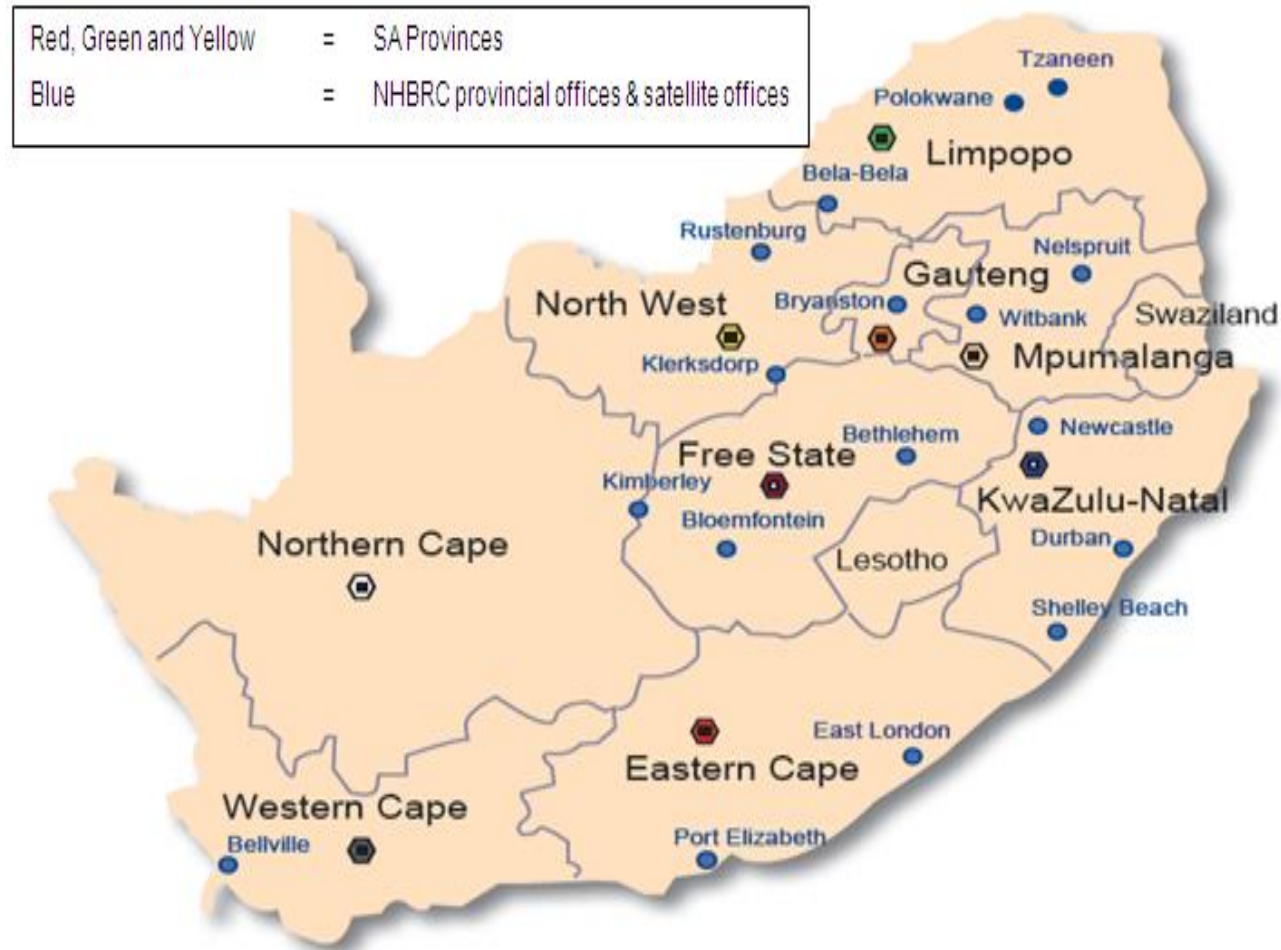 Red, Green and Yellow = SA Provinces
Blue = NHBRC provincial offices & satellite offices
Tzaneen
Polokwane
Limpopo
Bela-Bela
Rustenburg
Nelspruit
Gauteng
North West
Bryanston
Witbank
Swaziland
Mpumalanga
Klerksdorp
Newcastle
Bethlehem
Free State
Kimberley
KwaZulu-Natal
Bloemfontein
Durban
Northern Cape
Lesotho
Shelley Beach
East London
Eastern Cape
Western Cape
Port Elizabeth
Bellville